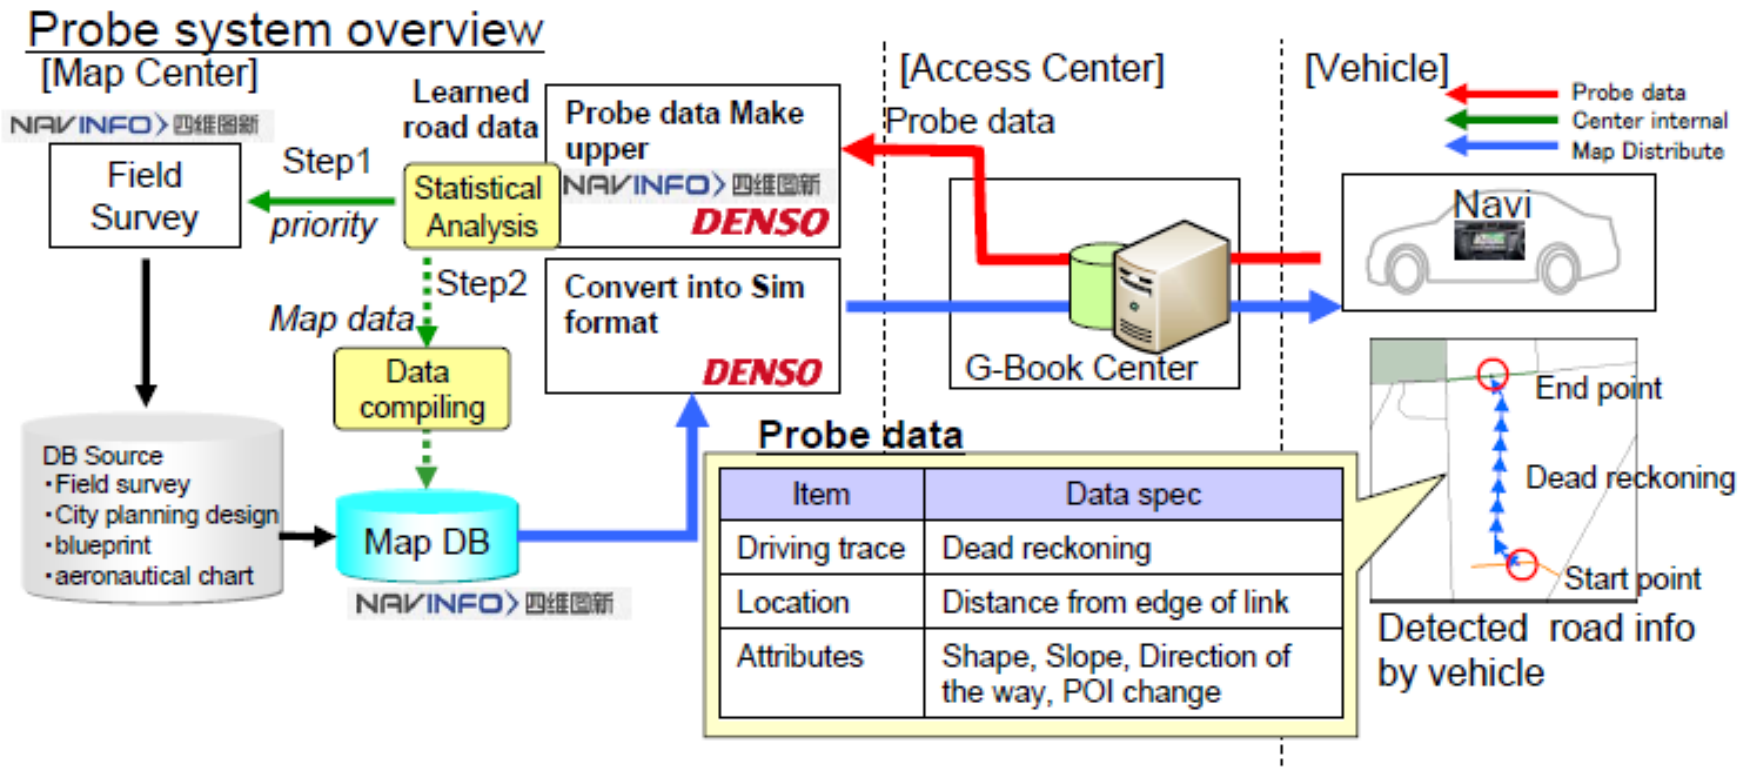 Probe system overview
[Map Center]
[Access Center]
[Vehicle]
Probe data
Center internal
Map Distribute
NAVINFO 四维图新
Field
Survey
Step1
priority
Learned
road data
Statistical
Analysis
Probe data Make
upper
NAVINFO 四维图新
DENSO
Probe data
Navi
Step2
Map data
Convert into Sim
format
DENSO
G-Book Center
Data
compiling
DB Source
・Field survey
・City planning design
・blueprint
・aeronautical chart
Map DB
NAVINFO 四维图新
Probe data
Item Data spec
Driving trace Dead reckoning
Location Distance from edge of link
Attributes Shape, Slope, Direction of
the way, POI change
End point
Dead reckoning
Start point
Detected road info
by vehicle